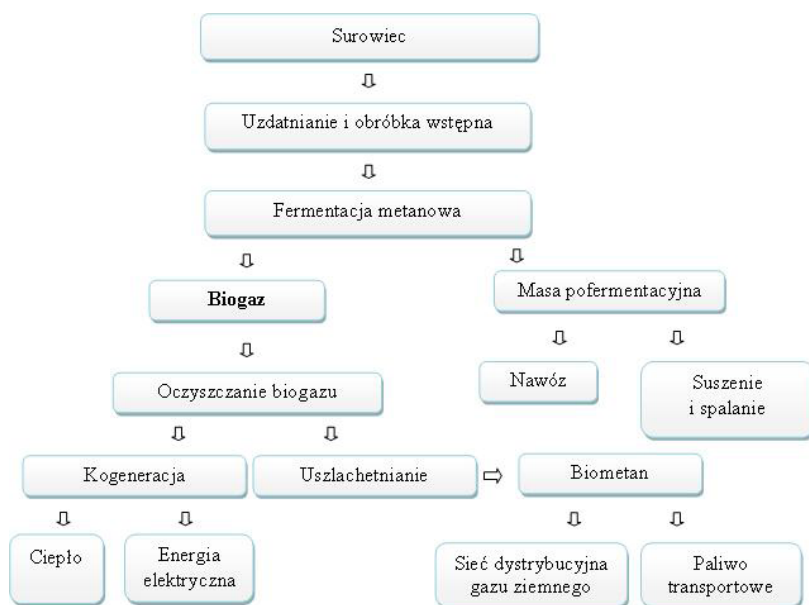 Surowiec
Uzdatnianie i obróbka wstępna
Fermentacja metanowa
Biogaz
Masa pofermentacyjna
Oczyszczanie biogazu
Nawóz
Suszenie
i spalanie
Kogeneracja
Uszlachetnianie
Biometan
Ciepło
Energia
elektryczna
Sieć dystrybucyjna
gazu ziemnego
Paliwo
transportowe